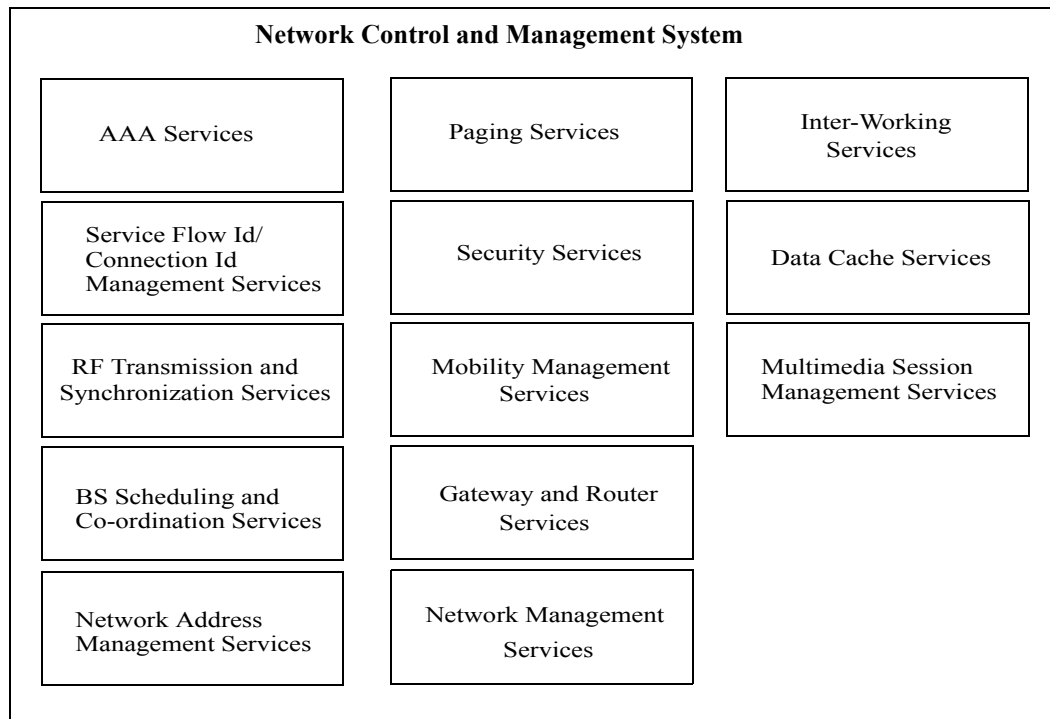 Network Control and Management System
AAA Services
Paging Services
Inter-Working
Services
Service Flow Id/
Connection Id
Management Services
Security Services
Data Cache Services
RF Transmission and
Synchronization Services
Mobility Management
Services
Multimedia Session
Management Services
BS Scheduling and
Co-ordination Services
Gateway and Router
Services
Network Address
Management Services
Network Management
Services